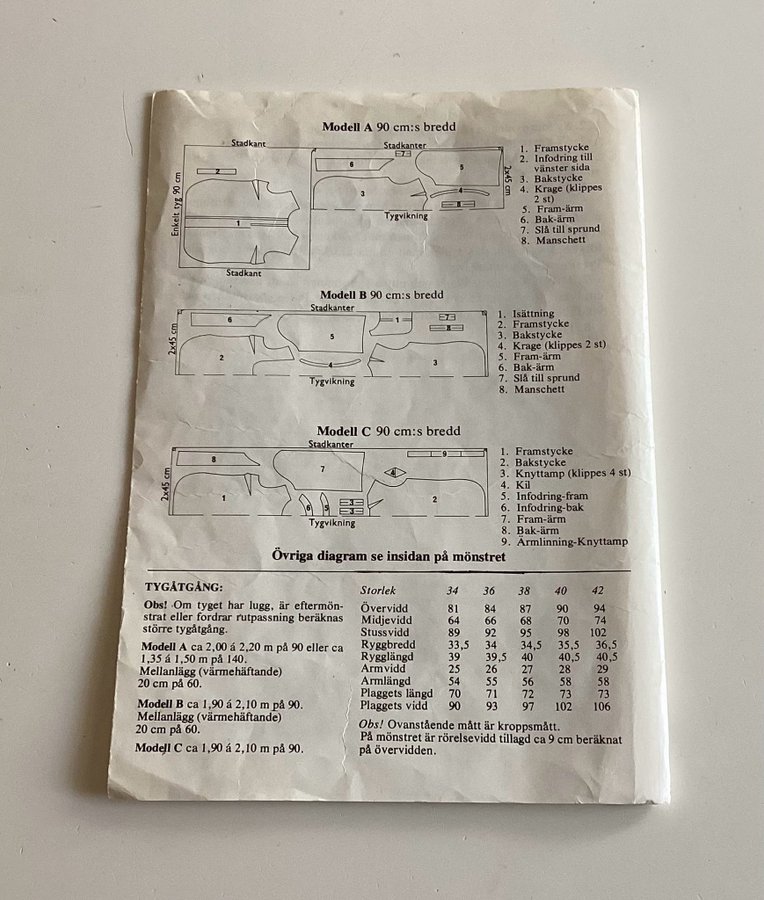 Modell A 90 cm:s bredd
Stadkant
Stadkanter
Enkelt tyg 90 cm
2
1
6
7
5
3
4
8
2x45 cm
Tygvikning
Stadkant
1. Framstycke
2. Infodring till
vänster sida
3. Bakstycke
4. Krage (klippes
2 st)
5. Fram-ärm
6. Bak-ärm
7. Slå till sprund
8. Manschett
Modell B 90 cm:s bredd
Stadkanter
2x45 cm
6
5
1
7
8
2
4
3
Tygvikning
1. Isättning
2. Framstycke
3. Bakstycke
4. Krage (klippes 2 st)
5. Fram-ärm
6. Bak-ärm
7. Slå till sprund
8. Manschett
Modell C 90 cm:s bredd
Stadkanter
2x45 cm
8
7
9
4
1
6
5
3
3
2
Tygvikning
1. Framstycke
2. Bakstycke
3. Knyttamp (klippes 4 st)
4. Kil
5. Infodring-fram
6. Infodring-bak
7. Fram-ärm
8. Bak-ärm
9. Ärmlinning-Knyttamp
Övriga diagram se insidan på mönstret
TYGÅTGÅNG:
Obs! Om tyget har lugg, är eftermön-
strat eller fordrar rutpassning beräknas
större tygåtgång.
Modell A ca 2,00 á 2,20 m på 90 eller ca
1,35 á 1,50 m på 140.
Mellanlägg (värmehäftande)
20 cm på 60.
Modell B ca 1,90 á 2,10 m på 90.
Mellanlägg (värmehäftande)
20 cm på 60.
Modell C ca 1,90 á 2,10 m på 90.
Storlek 34 36 38 40 42
Övervidd 81 84 87 90 94
Midjevidd 64 66 68 70 74
Stussvidd 89 92 95 98 102
Ryggbredd 33,5 34 34,5 35,5 36,5
Rygglängd 39 39,5 40 40,5 40,5
Armvidd 25 26 27 28 29
Armlängd 54 55 56 58 58
Plaggets längd 70 71 72 73 73
Plaggets vidd 90 93 97 102 106
Obs! Ovanstående mått är kroppsmått.
På mönstret är rörelsevidd tillagd ca 9 cm beräknat
på övervidden.